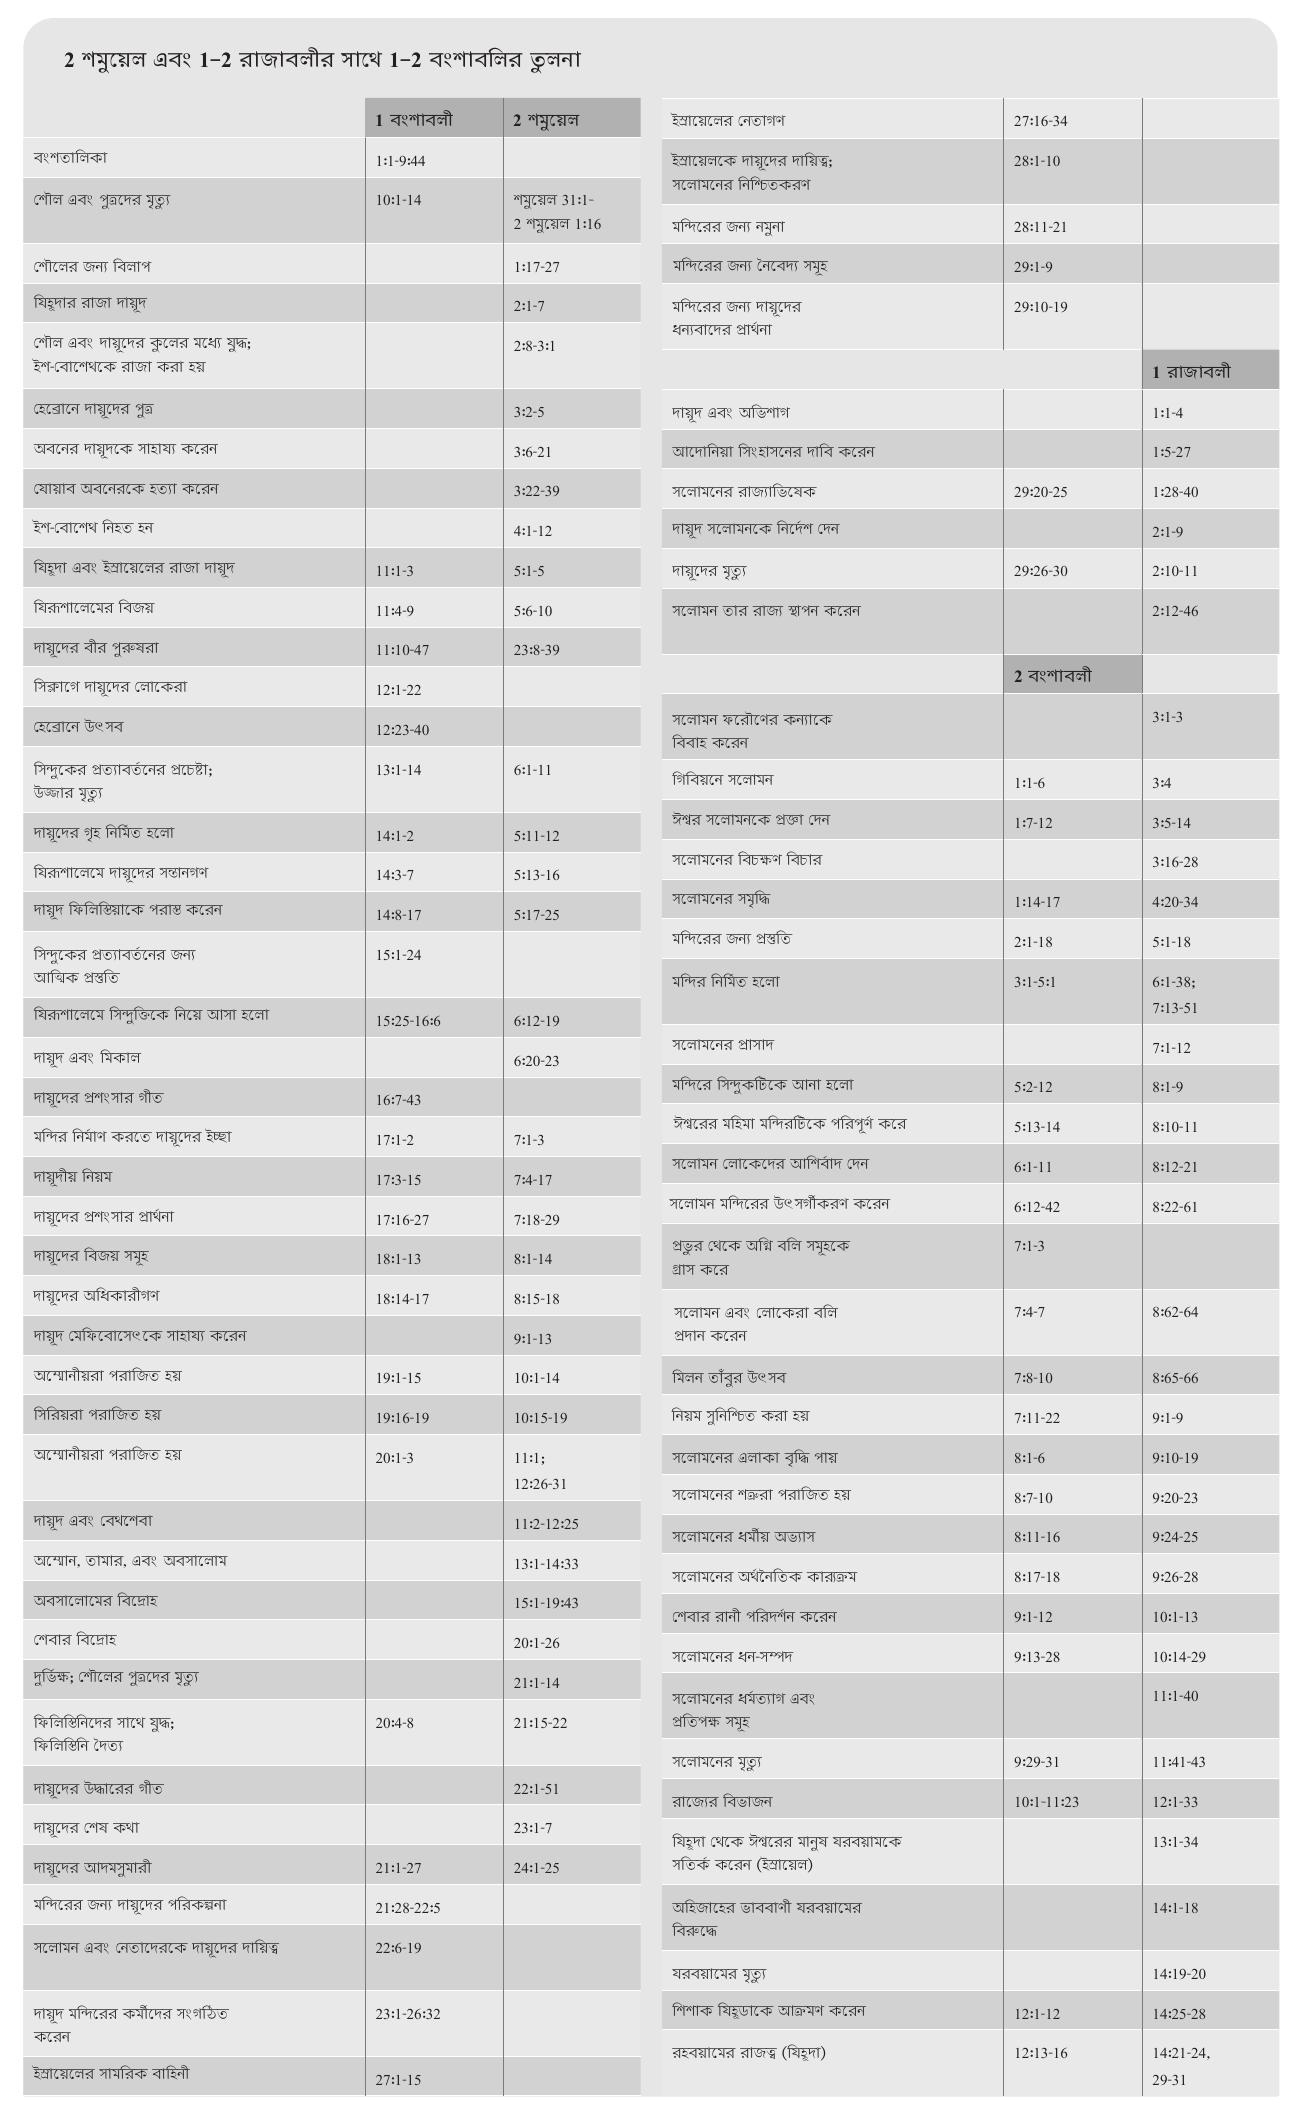 2 শমুয়েল এবং 1-2 রাজাবলীর সাথে 1-2 বংশাবলির তুলনা
1 বংশাবলী 2 শমুয়েল
বংশতালিকা 1:1-9:44
শৌল এবং পুত্রদের মৃত্যু 10:1-14 শমুয়েল 31:1-
2 শমুয়েল 1:16
শৌলের জন্য বিলাপ 1:17-27
যিহূদার রাজা দায়ূদ 2:1-7
শৌল এবং দায়ূদের কুলের মধ্যে যুদ্ধ; 2:8-3:1
ইশ-বোশেথকে রাজা করা হয়
হেব্রোনে দায়ূদের পুত্র 3:2-5
অবনের দায়ূদকে সাহায্য করেন 3:6-21
যোয়াব অবনেরকে হত্যা করেন 3:22-39
ইশ-বোশেথ নিহত হন 4:1-12
যিহূদা এবং ইস্রায়েলের রাজা দায়ূদ 11:1-3 5:1-5
যিরূশালেমের বিজয় 11:4-9 5:6-10
দায়ূদের বীর পুরুষরা 11:10-47 23:8-39
সিক্লাগে দায়ূদের লোকেরা 12:1-22
হেব্রোনে উৎসব 12:23-40
সিন্দুকের প্রত্যাবর্তনের প্রচেষ্টা; 13:1-14 6:1-11
উজ্জার মৃত্যু
দায়ূদের গৃহ নির্মিত হলো 14:1-2 5:11-12
যিরূশালেমে দায়ূদের সন্তানগণ 14:3-7 5:13-16
দায়ূদ ফিলিস্তিয়াকে পরাস্ত করেন 14:8-17 5:17-25
সিন্দুকের প্রত্যাবর্তনের জন্য 15:1-24
আত্মিক প্রস্তুতি
যিরূশালেমে সিন্দুক্তিকে নিয়ে আসা হলো 15:25-16:6 6:12-19
দায়ূদ এবং মিকাল 6:20-23
দায়ূদের প্রশংসার গীত 16:7-43
মন্দির নির্মাণ করতে দায়ূদের ইচ্ছা 17:1-2 7:1-3
দায়ূদীয় নিয়ম 17:3-15 7:4-17
দায়ূদের প্রশংসার প্রার্থনা 17:16-27 7:18-29
দায়ূদের বিজয় সমূহ 18:1-13 8:1-14
দায়ূদের অধিকারীগণ 18:14-17 8:15-18
দায়ূদ মেফিবোসেৎকে সাহায্য করেন 9:1-13
অম্মোনীয়রা পরাজিত হয় 19:1-15 10:1-14
সিরিয়রা পরাজিত হয় 19:16-19 10:15-19
অম্মোনীয়রা পরাজিত হয় 20:1-3 11:1;
12:26-31
দায়ূদ এবং বেথশেবা 11:2-12:25
অম্মোন, তামার, এবং অবসালোম 13:1-14:33
অবসালোমের বিদ্রোহ 15:1-19:43
শেবার বিদ্রোহ 20:1-26
দুর্ভিক্ষ; শৌলের পুত্রদের মৃত্যু 21:1-14
ফিলিস্তিনিদের সাথে যুদ্ধ; 20:4-8 21:15-22
ফিলিস্তিনি দৈত্য
দায়ূদের উদ্ধারের গীত 22:1-51
দায়ূদের শেষ কথা 23:1-7
দায়ূদের আদমসুমারী 21:1-27 24:1-25
মন্দিরের জন্য দায়ূদের পরিকল্পনা 21:28-22:5
সলোমন এবং নেতাদেরকে দায়ূদের দায়িত্ব 22:6-19
দায়ূদ মন্দিরের কর্মীদের সংগঠিত 23:1-26:32
করেন
ইস্রায়েলের সামরিক বাহিনী 27:1-15
ইস্রায়েলের নেতাগণ 27:16-34
ইস্রায়েলকে দায়ূদের দায়িত্ব; 28:1-10
সলোমনের নিশ্চিতকরণ
মন্দিরের জন্য নমুনা 28:11-21
মন্দিরের জন্য নৈবেদ্য সমূহ 29:1-9
মন্দিরের জন্য দায়ূদের 29:10-19
ধন্যবাদের প্রার্থনা
1 রাজাবলী
দায়ূদ এবং অভিশাগ 1:1-4
আদোনিয়া সিংহাসনের দাবি করেন 1:5-27
সলোমনের রাজ্যাভিষেক 29:20-25 1:28-40
দায়ূদ সলোমনকে নির্দেশ দেন 2:1-9
দায়ূদের মৃত্যু 29:26-30 2:10-11
সলোমন তার রাজ্য স্থাপন করেন 2:12-46
2 বংশাবলী
সলোমন ফরৌণের কন্যাকে 3:1-3
বিবাহ করেন
গিবিয়নে সলোমন 1:1-6 3:4
ঈশ্বর সলোমনকে প্রজ্ঞা দেন 1:7-12 3:5-14
সলোমনের বিচক্ষণ বিচার 3:16-28
সলোমনের সমৃদ্ধি 1:14-17 4:20-34
মন্দিরের জন্য প্রস্তুতি 2:1-18 5:1-18
মন্দির নির্মিত হলো 3:1-5:1 6:1-38;
7:13-51
সলোমনের প্রাসাদ 7:1-12
মন্দিরে সিন্দুকটিকে আনা হলো 5:2-12 8:1-9
ঈশ্বরের মহিমা মন্দিরটিকে পরিপূর্ণ করে 5:13-14 8:10-11
সলোমন লোকেদের আশির্বাদ দেন 6:1-11 8:12-21
সলোমন মন্দিরের উৎসর্গীকরণ করেন 6:12-42 8:22-61
প্রভুর থেকে অগ্নি বলি সমূহকে 7:1-3
গ্রাস করে
সলোমন এবং লোকেরা বলি 7:4-7 8:62-64
প্রদান করেন
মিলন তাঁবুর উৎসব 7:8-10 8:65-66
নিয়ম সুনিশ্চিত করা হয় 7:11-22 9:1-9
সলোমনের এলাকা বৃদ্ধি পায় 8:1-6 9:10-19
সলোমনের শত্রুরা পরাজিত হয় 8:7-10 9:20-23
সলোমনের ধর্মীয় অভ্যাস 8:11-16 9:24-25
সলোমনের অর্থনৈতিক কার্যক্রম 8:17-18 9:26-28
শেবার রানী পরিদর্শন করেন 9:1-12 10:1-13
সলোমনের ধন-সম্পদ 9:13-28 10:14-29
সলোমনের ধর্মত্যাগ এবং 11:1-40
প্রতিপক্ষ সমূহ
সলোমনের মৃত্যু 9:29-31 11:41-43
রাজ্যের বিভাজন 10:1-11:23 12:1-33
যিহূদা থেকে ঈশ্বরের মানুষ যরবয়ামকে 13:1-34
সতির্ক করেন (ইস্রায়েল)
অহিজাহের ভাববাণী যরবয়ামের 14:1-18
বিরুদ্ধে
যরবয়ামের মৃত্যু 14:19-20
শিশাক যিহূডাকে আক্রমণ করেন 12:1-12 14:25-28
রহবয়ামের রাজত্ব (যিহূদা) 12:13-16 14:21-24,
29-31